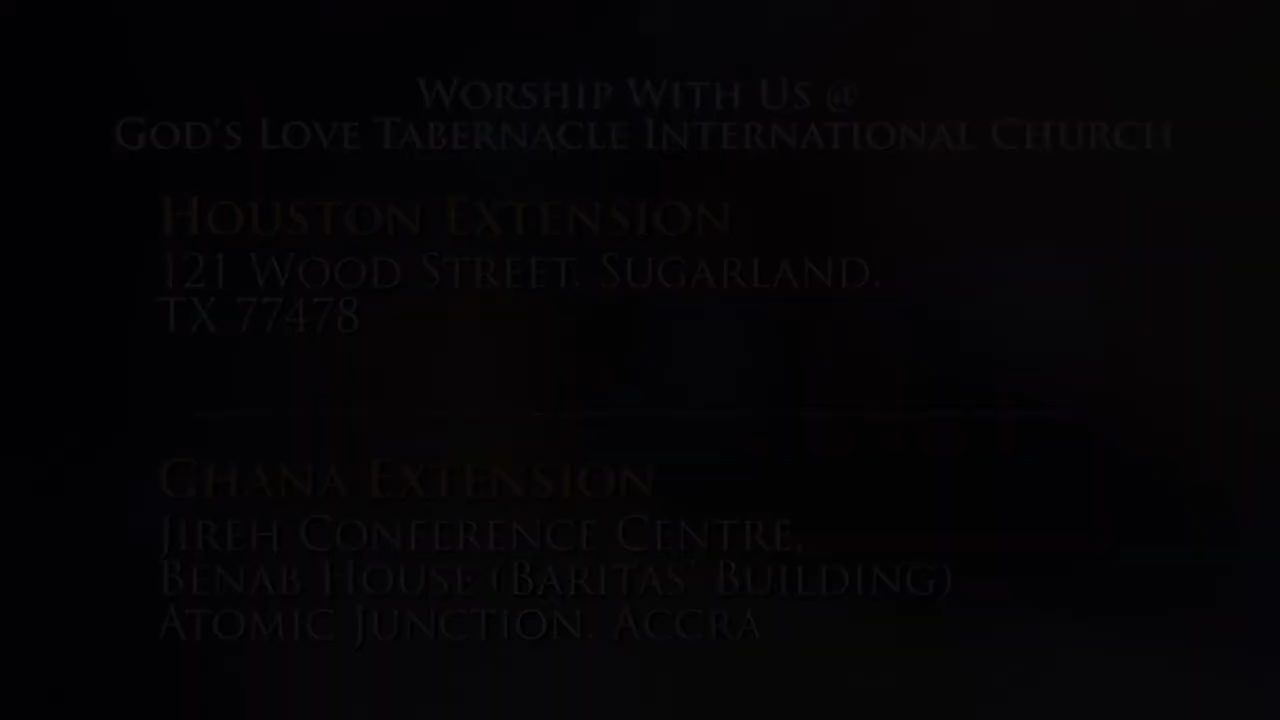 Worship With Us @
God's Love Tabernacle International Church
Houston Extension
121 Wood Street, Sugarland,
TX 77478
Ghana Extension
Jireh Conference Centre,
Benab House (Baritas' Building)
Atomic Junction, Accra